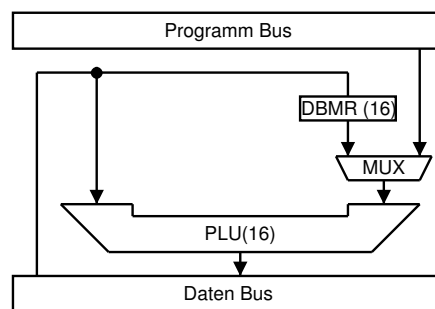 Programm Bus
DBMR (16)
MUX
PLU(16)
Daten Bus